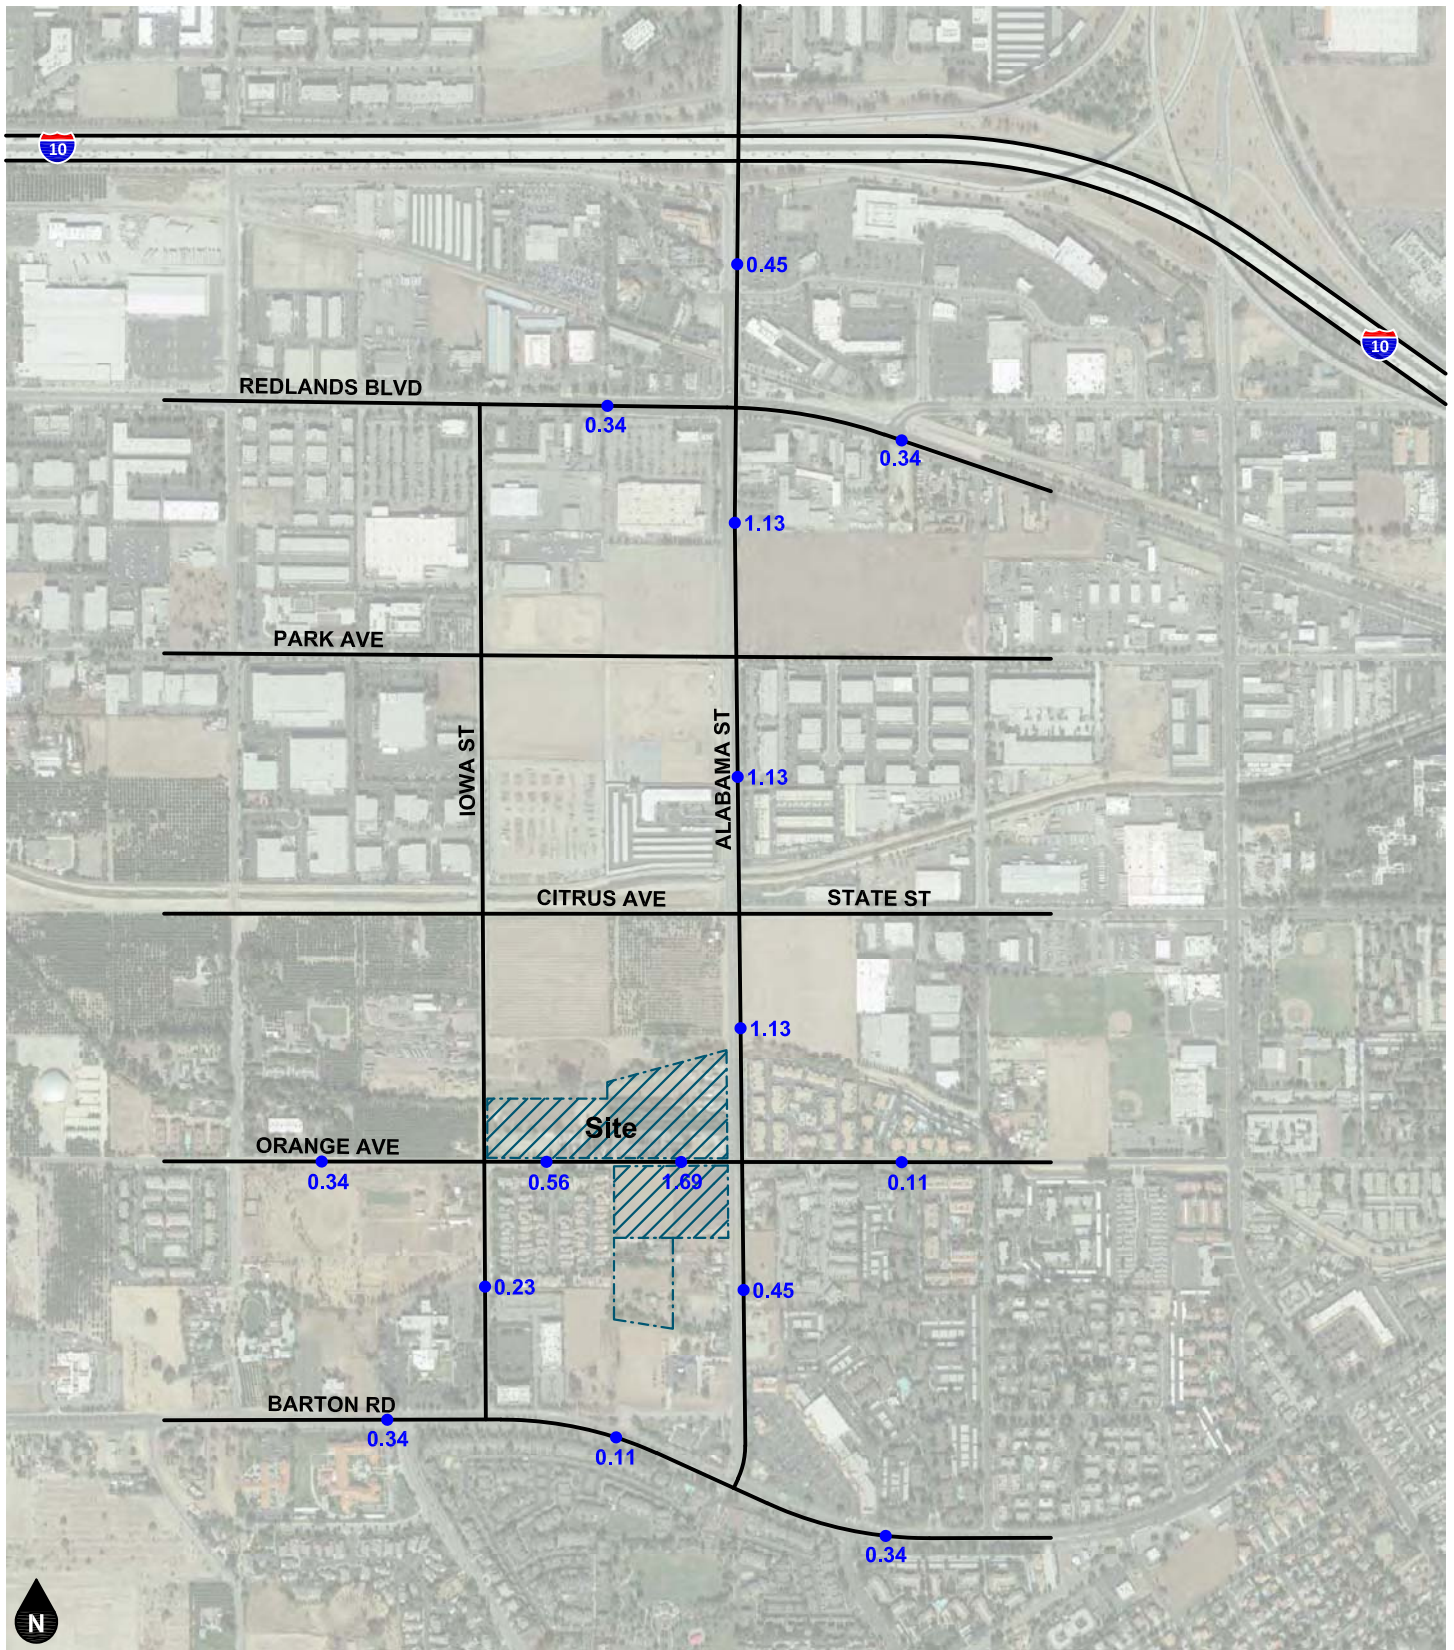 10
0.45
10
REDLANDS BLVD
0.34
0.34
1.13
PARK AVE
IOWA ST
ALABAMA ST
1.13
CITRUS AVE
STATE ST
1.13
Site
ORANGE AVE
0.34
0.56
1.69
0.11
0.23
0.45
BARTON RD
0.34
0.11
0.34
N